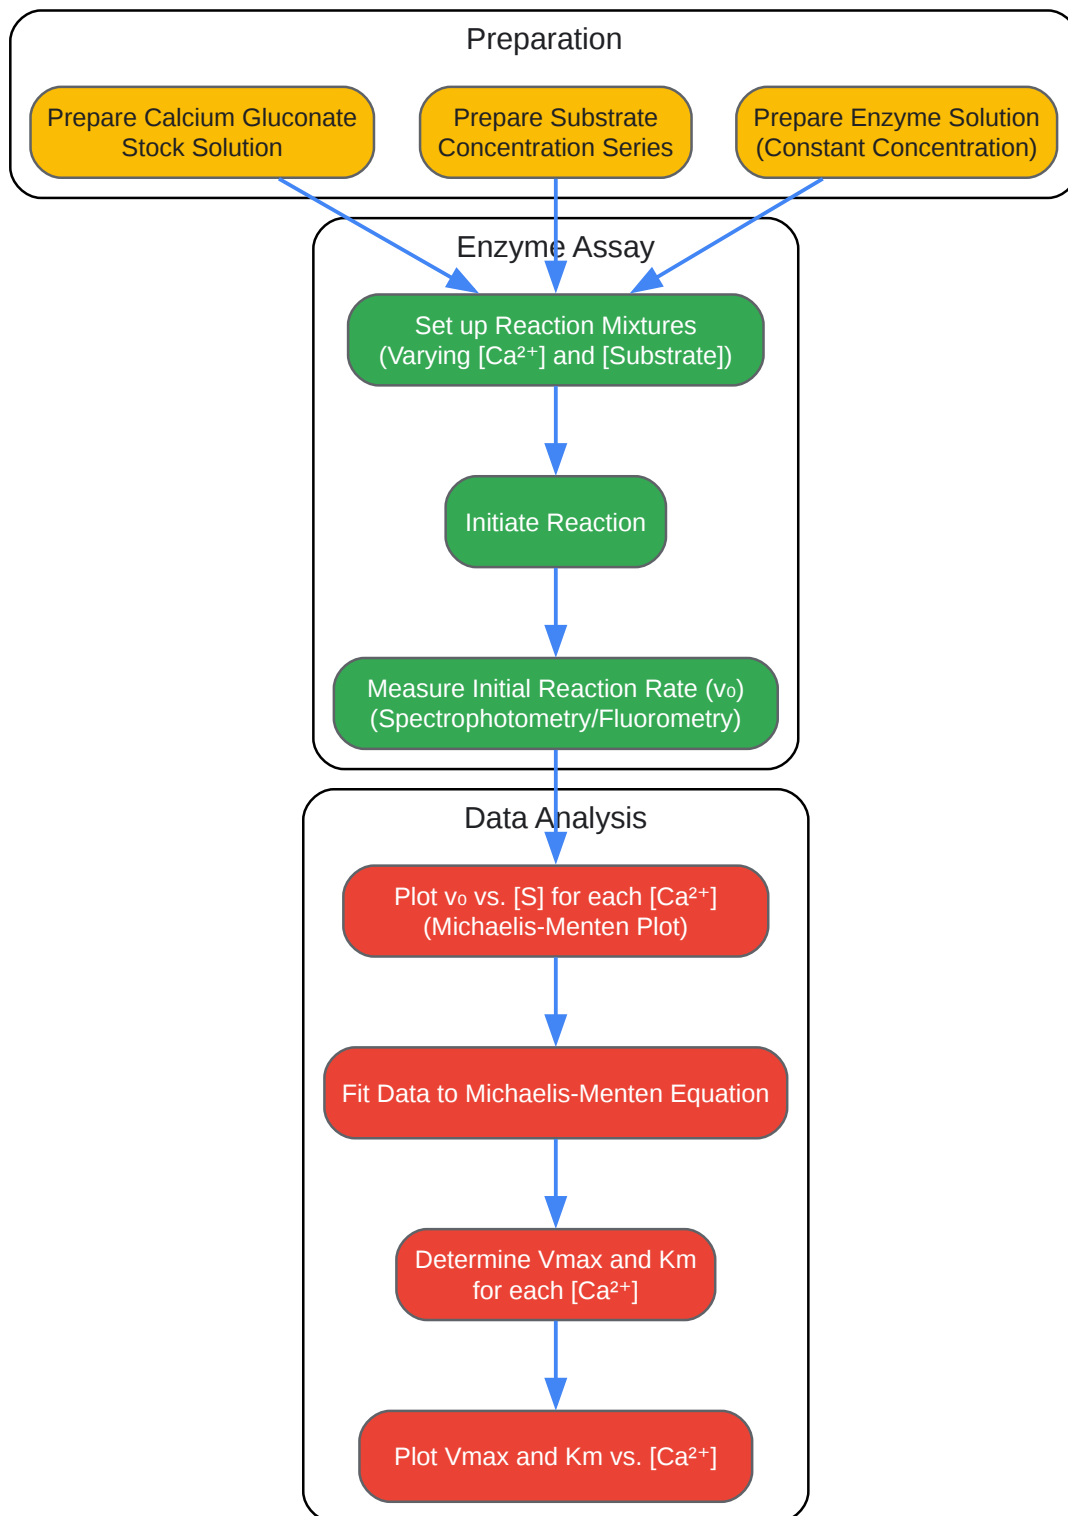 Preparation
Prepare Calcium Gluconate
Stock Solution
Prepare Substrate
Concentration Series
Prepare Enzyme Solution
(Constant Concentration)
Enzyme Assay
Set up Reaction Mixtures
(Varying [Ca²⁺] and [Substrate])
Initiate Reaction
Measure Initial Reaction Rate (v₀)
(Spectrophotometry/Fluorometry)
Data Analysis
Plot v₀ vs. [S] for each [Ca²⁺]
(Michaelis-Menten Plot)
Fit Data to Michaelis-Menten Equation
Determine Vmax and Km
for each [Ca²⁺]
Plot Vmax and Km vs. [Ca²⁺]